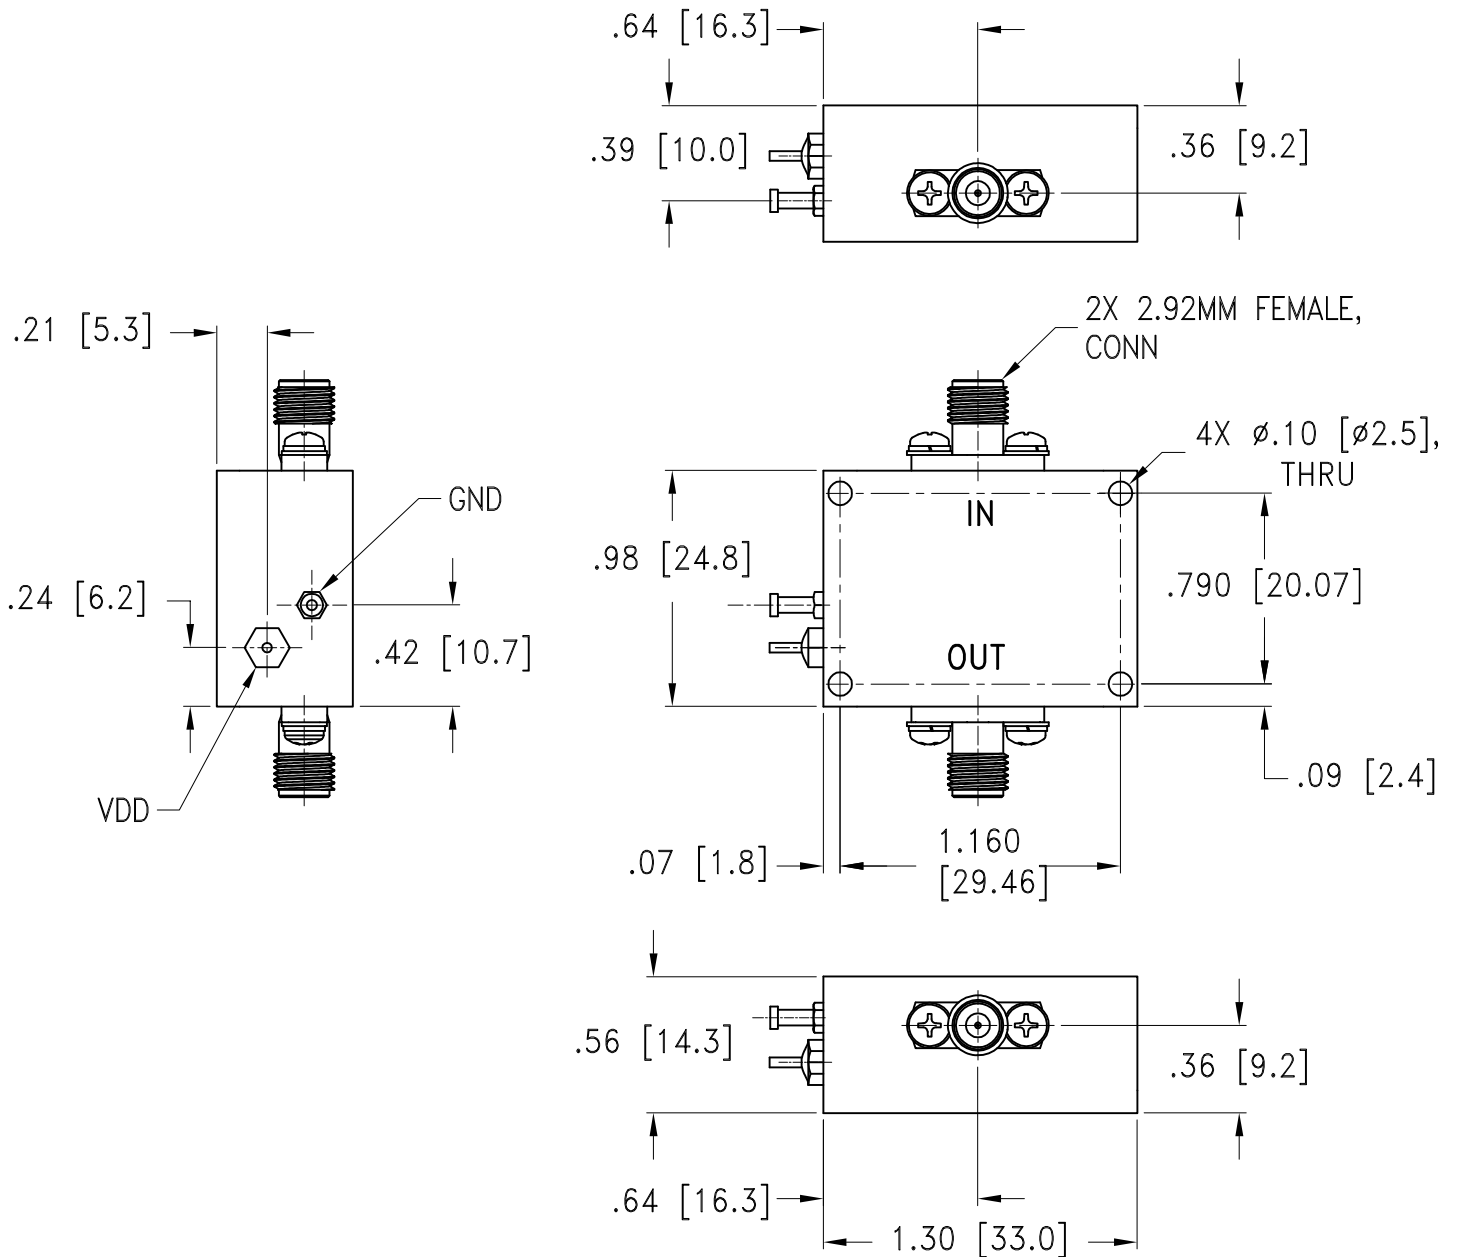 .64 [16.3]
.39 [10.0]
.36 [9.2]
2X 2.92MM FEMALE,
CONN
.21 [5.3]
4X ø.10 [ø2.5],
THRU
GND
IN
.98 [24.8]
.790 [20.07]
.24 [6.2]
.42 [10.7]
OUT
VDD
.09 [2.4]
1.160
[29.46]
.07 [1.8]
.56 [14.3]
.36 [9.2]
.64 [16.3]
1.30 [33.0]